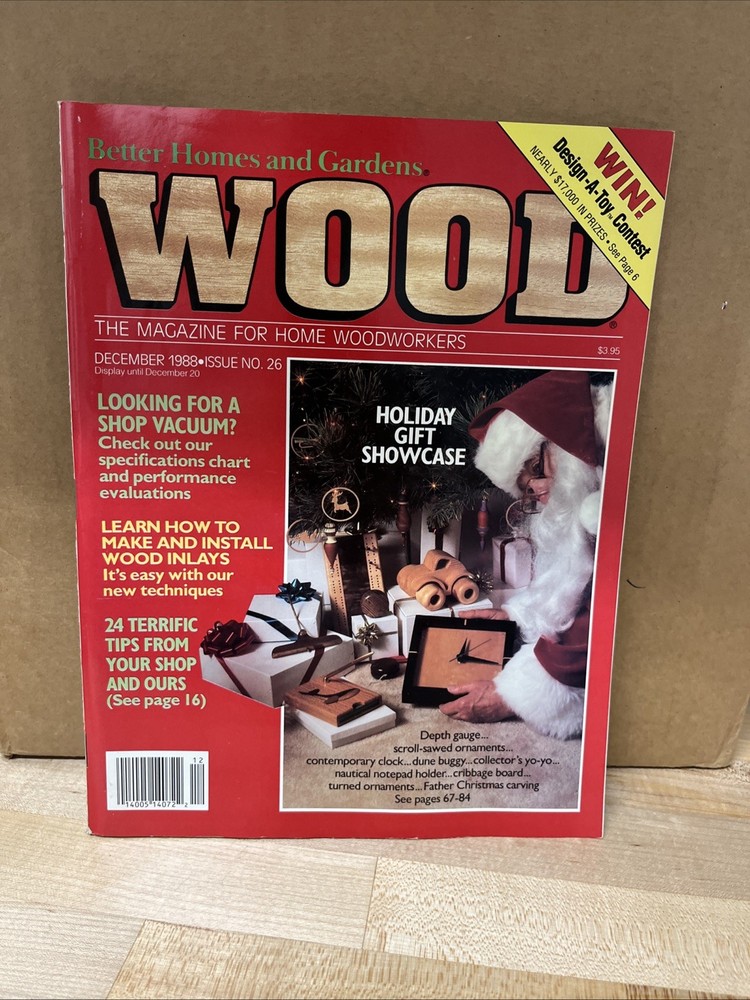 Better Homes and Gardens®
WOOD®
WIN!
Design-A-Toy™ Contest
NEARLY $17,000 IN PRIZES • See Page 6
THE MAGAZINE FOR HOME WOODWORKERS
$3.95
DECEMBER 1988•ISSUE NO. 26
Display until December 20
LOOKING FOR A
SHOP VACUUM?
Check out our
specifications chart
and performance
evaluations
LEARN HOW TO
MAKE AND INSTALL
WOOD INLAYS
It's easy with our
new techniques
24 TERRIFIC
TIPS FROM
YOUR SHOP
AND OURS
(See page 16)
HOLIDAY
GIFT
SHOWCASE
Depth gauge...
scroll-sawed ornaments...
contemporary clock...dune buggy...collector's yo-yo...
nautical notepad holder...cribbage board...
turned ornaments...Father Christmas carving
See pages 67-84
12
14005 14072 2